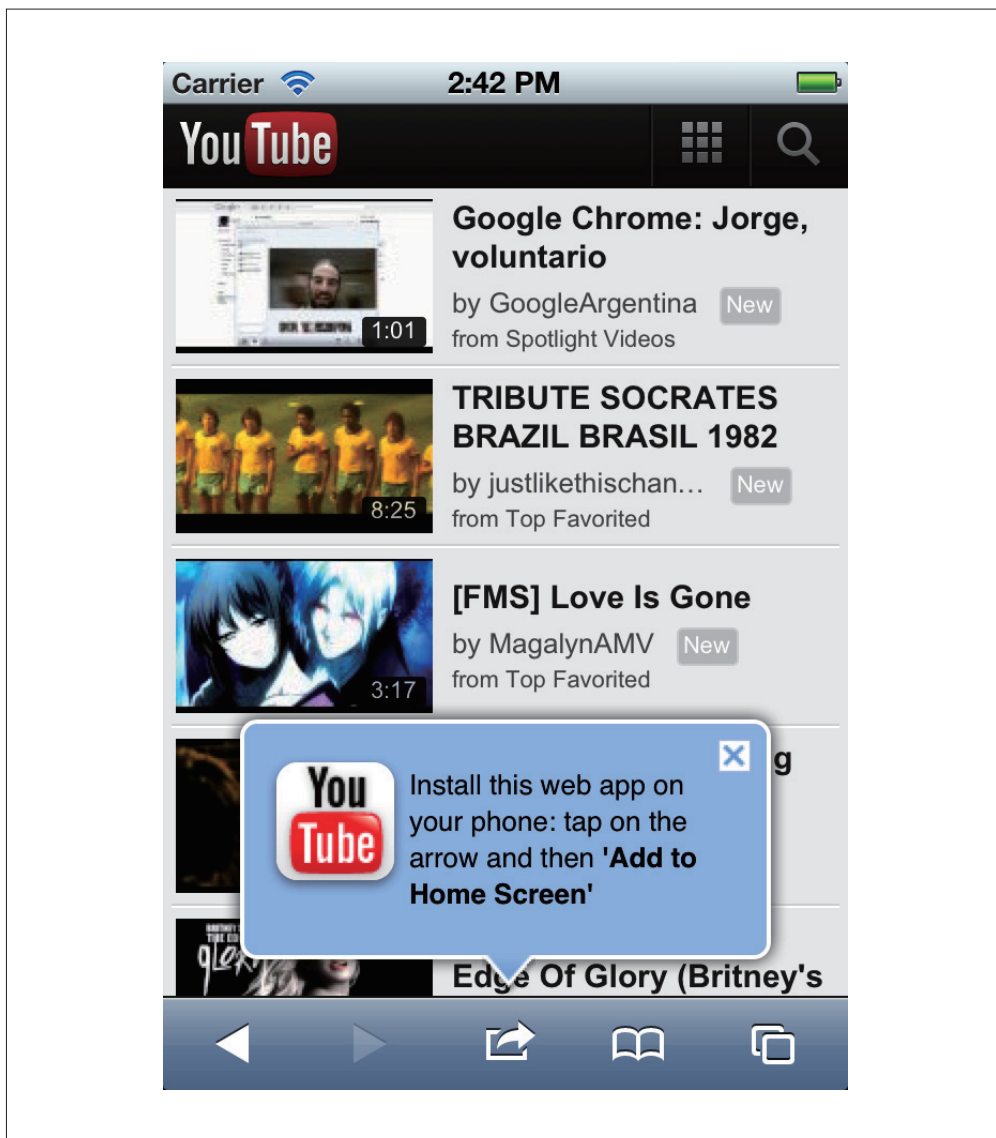 Carrier 2:42 PM
YouTube
Google Chrome: Jorge,
voluntario
by GoogleArgentina New
from Spotlight Videos
1:01
TRIBUTE SOCRATES
BRAZIL BRASIL 1982
by justlikethischan... New
from Top Favorited
8:25
[FMS] Love Is Gone
by MagalynAMV New
from Top Favorited
3:17
g
You
Tube
Install this web app on
your phone: tap on the
arrow and then 'Add to
Home Screen'
Edge Of Glory (Britney's